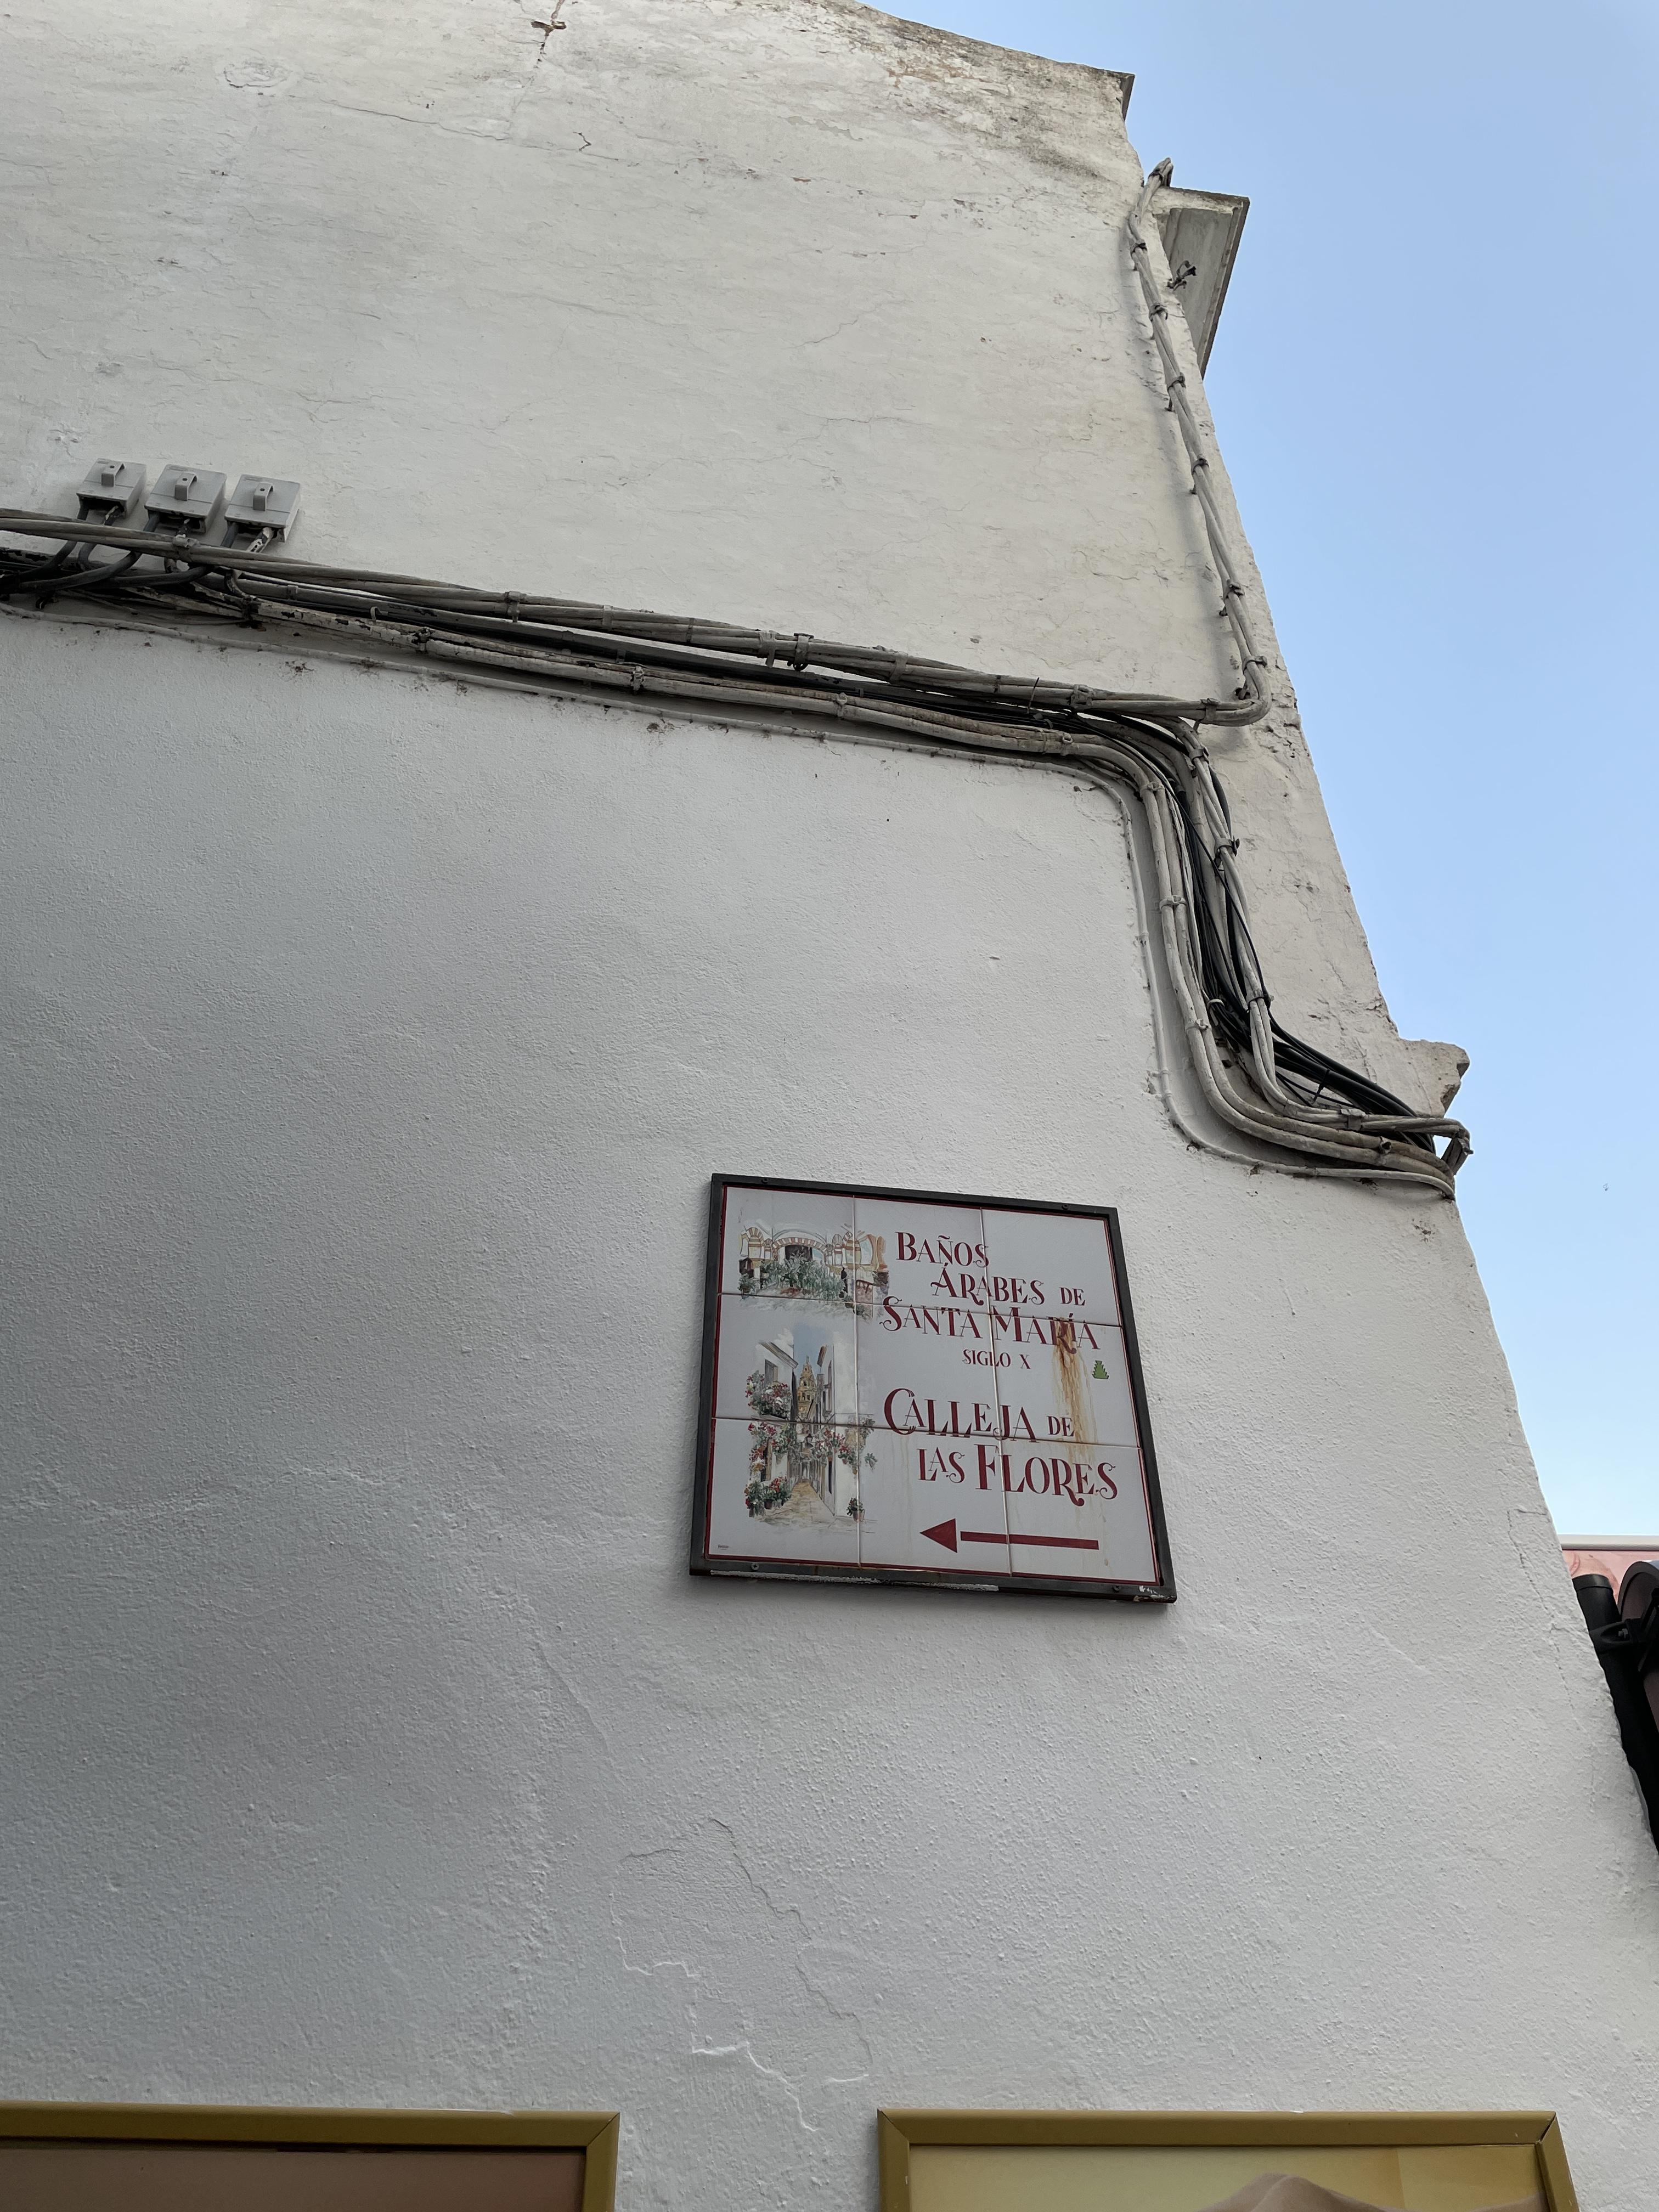 BAÑOS
ÁRABES DE
SANTA MARÍA
SIGLO X
CALLEJA DE
LAS FLORES